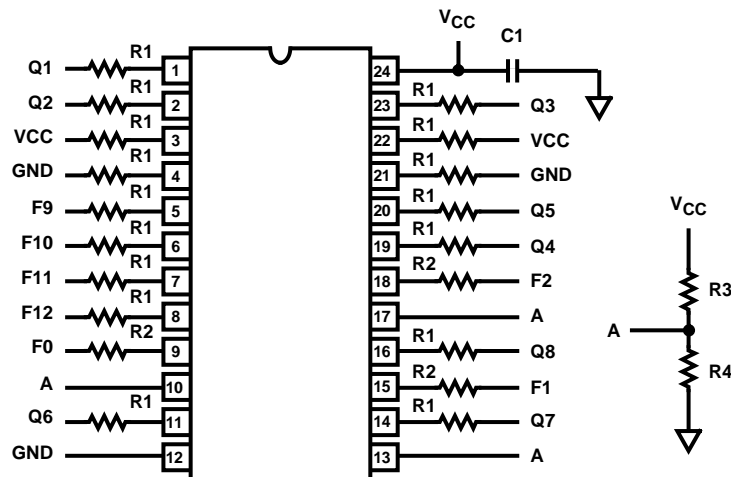 VCC
C1
Q1 R1 1 24
Q2 R1 2 23 R1 Q3
VCC R1 3 22 R1 VCC
GND R1 4 21 R1 GND
F9 R1 5 20 R1 Q5
F10 R1 6 19 R1 Q4
F11 R1 7 18 R2 F2
F12 R1 8 17 A
F0 R2 9 16 R1 Q8
A 10 15 R2 F1
Q6 R1 11 14 R1 Q7
GND 12 13 A
VCC
R3
A
R4